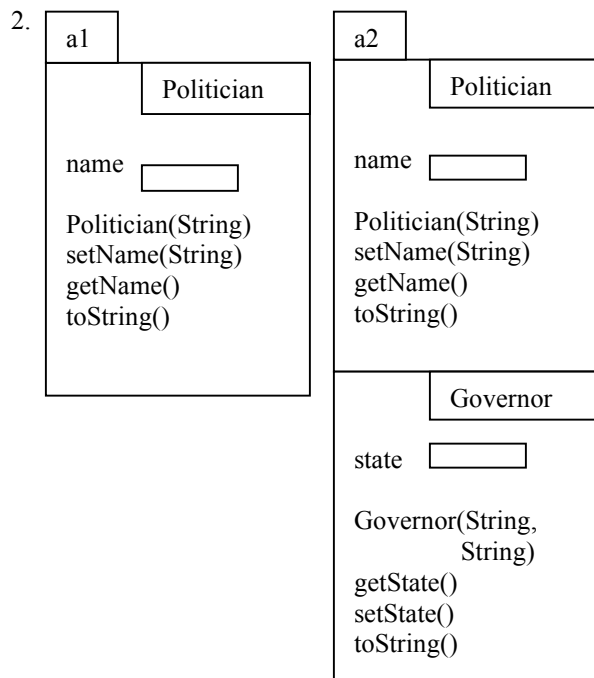 2.
a1
Politician
name
Politician(String)
setName(String)
getName()
toString()
a2
Politician
name
Politician(String)
setName(String)
getName()
toString()
Governor
state
Governor(String,
String)
getState()
setState()
toString()